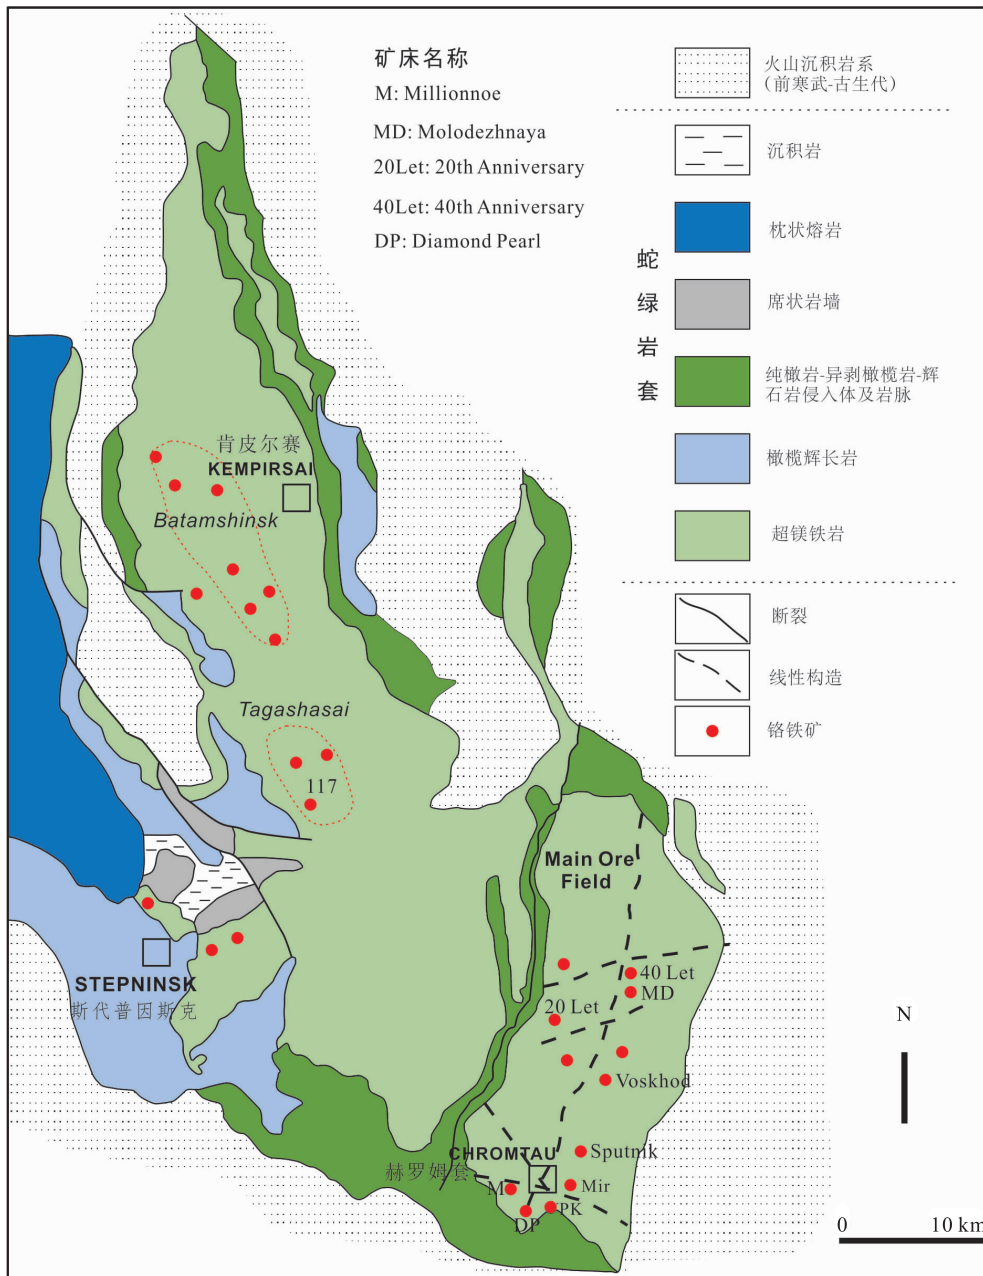 矿床名称
M: Millionnoe
MD: Molodezhnaya
20Let: 20th Anniversary
40Let: 40th Anniversary
DP: Diamond Pearl
火山沉积岩系
(前寒武-古生代)
沉积岩
枕状熔岩
席状岩墙
纯橄岩-异剥橄榄岩-辉
石岩侵入体及岩脉
橄榄辉长岩
超镁铁岩
蛇
绿
岩
套
断裂
线性构造
铬铁矿
肯皮尔赛
KEMPIRSAI
Batamshinsk
Tagashasai
117
Main Ore
Field
40 Let
MD
20 Let
Voskhod
STEPNINSK
斯代普因斯克
CHROMTAU
赫罗姆套
Sputnik
Mir
M
PK
DP
N
0 10 km